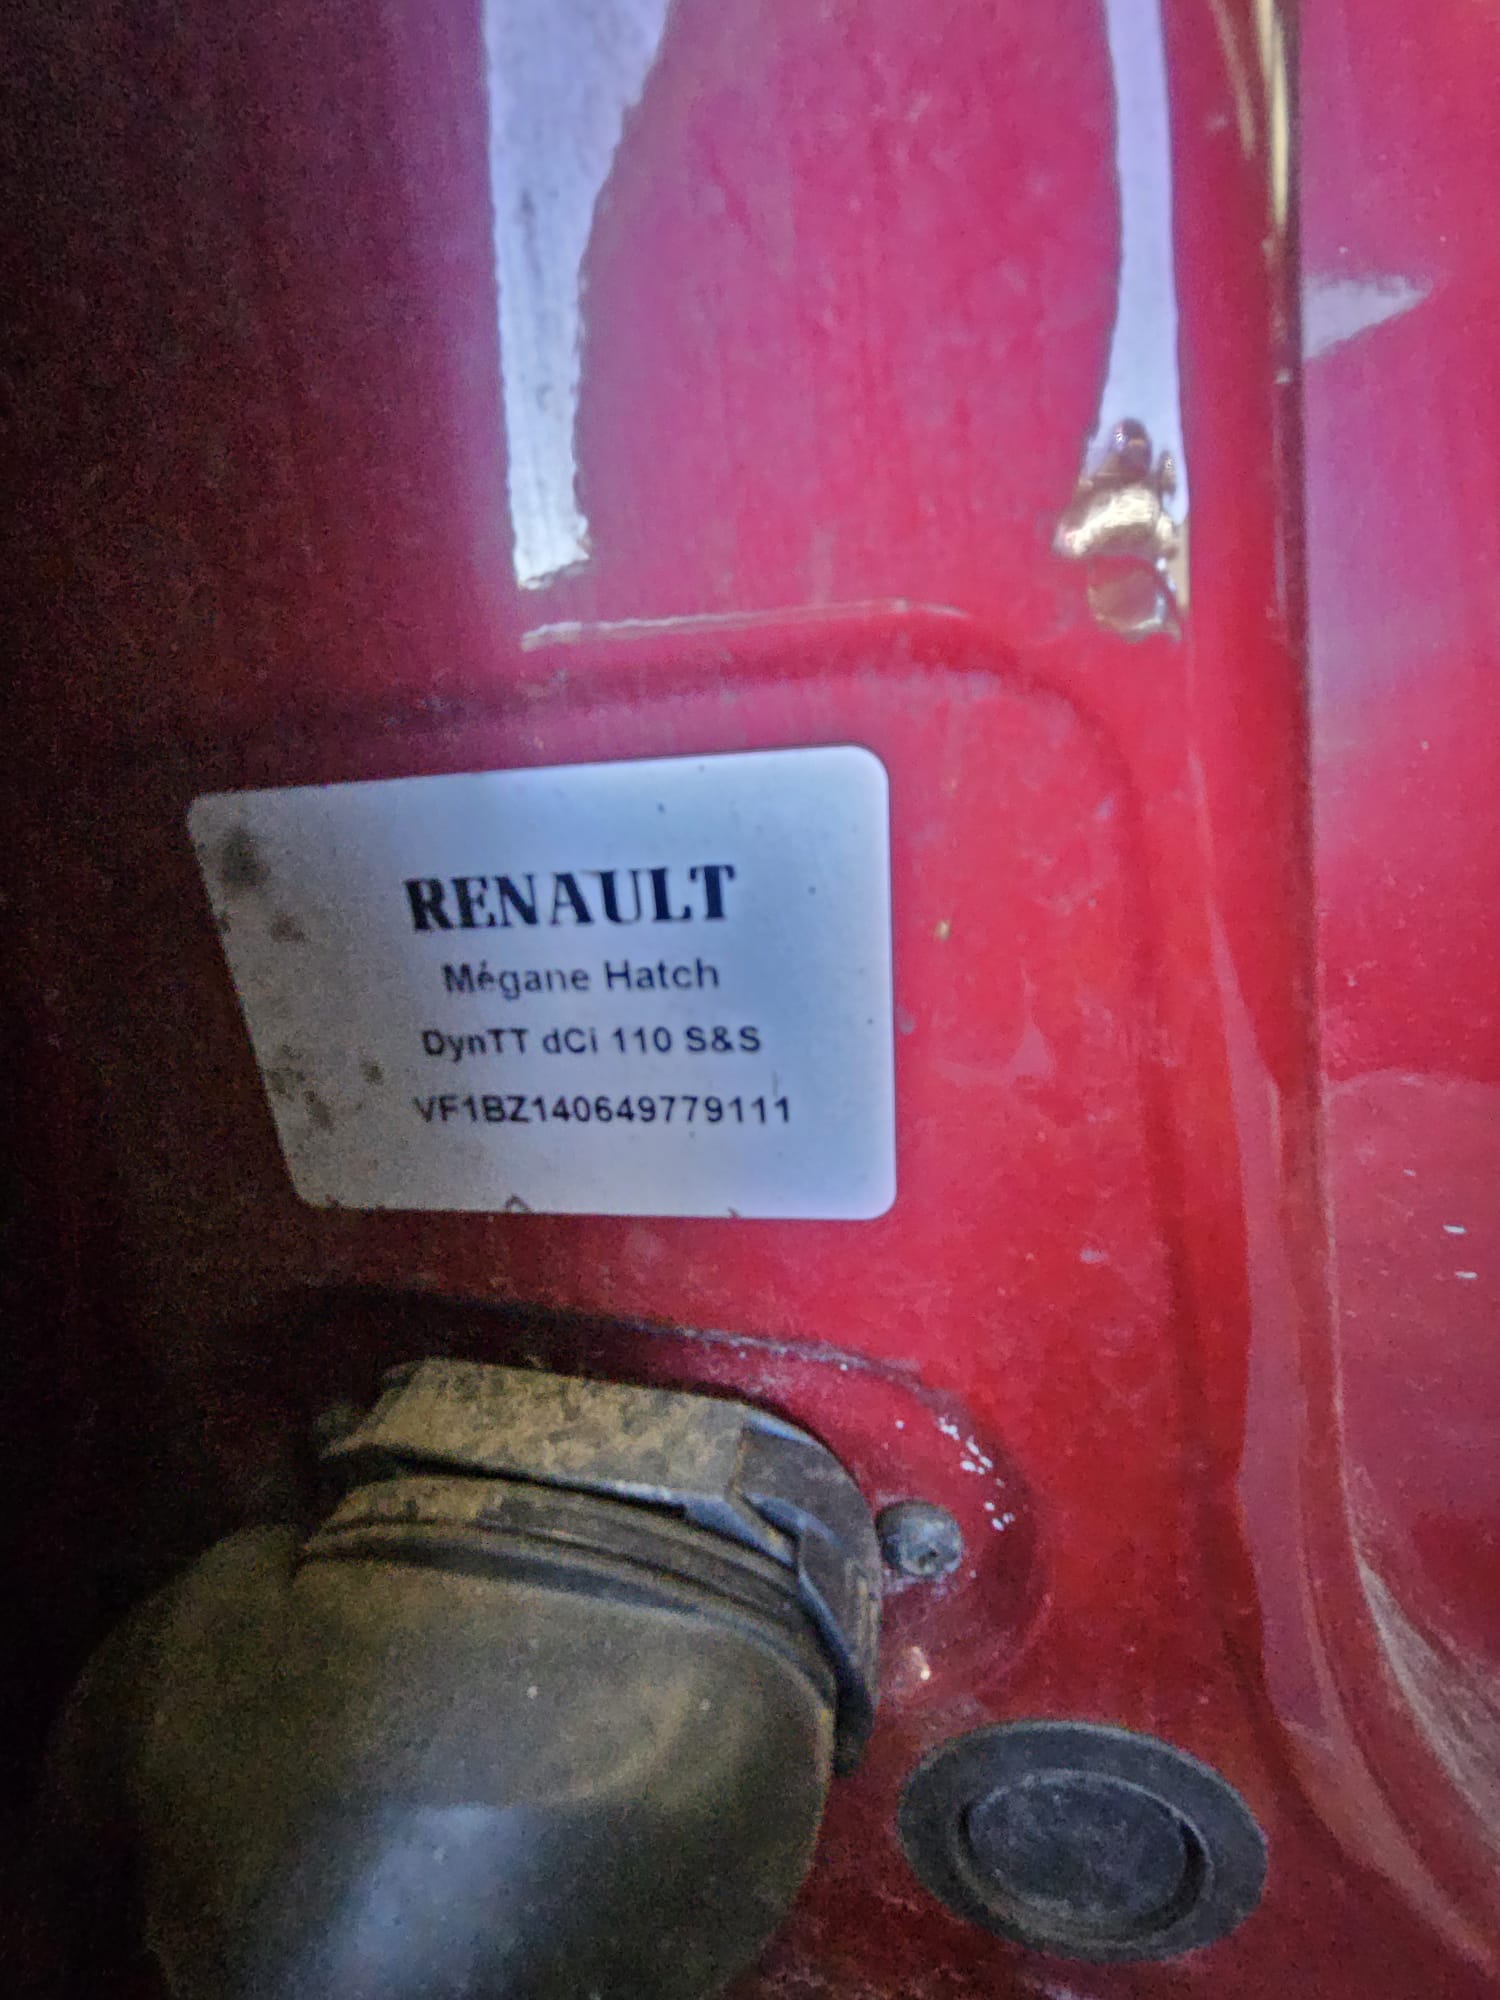 RENAULT
Mégane Hatch
DynTT dCi 110 S&S
VF1BZ140649779111